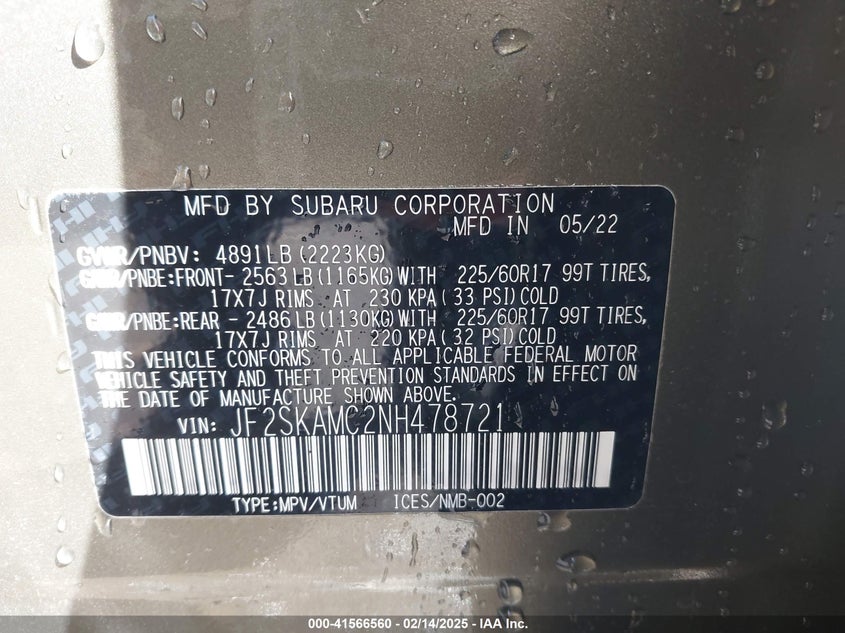 MFD BY SUBARU CORPORATION
MFD IN 05/22
GVWR/PNBV: 4891LB(2223KG)
GAWR/PNBE:FRONT- 2563LB(1165KG)WITH 225/60R17 99T TIRES,
17X7J RIMS AT 230 KPA(33 PSI)COLD
GAWR/PNBE:REAR - 2486LB(1130KG)WITH 225/60R17 99T TIRES,
17X7J RIMS AT 220 KPA(32 PSI)COLD
THIS VEHICLE CONFORMS TO ALL APPLICABLE FEDERAL MOTOR
VEHICLE SAFETY AND THEFT PREVENTION STANDARDS IN EFFECT ON
THE DATE OF MANUFACTURE SHOWN ABOVE.
VIN: JF2SKAMC2NH478721
TYPE:MPV/VTUM ICES/NMB-002
000-41566560 - 02/14/2025 - IAA Inc.